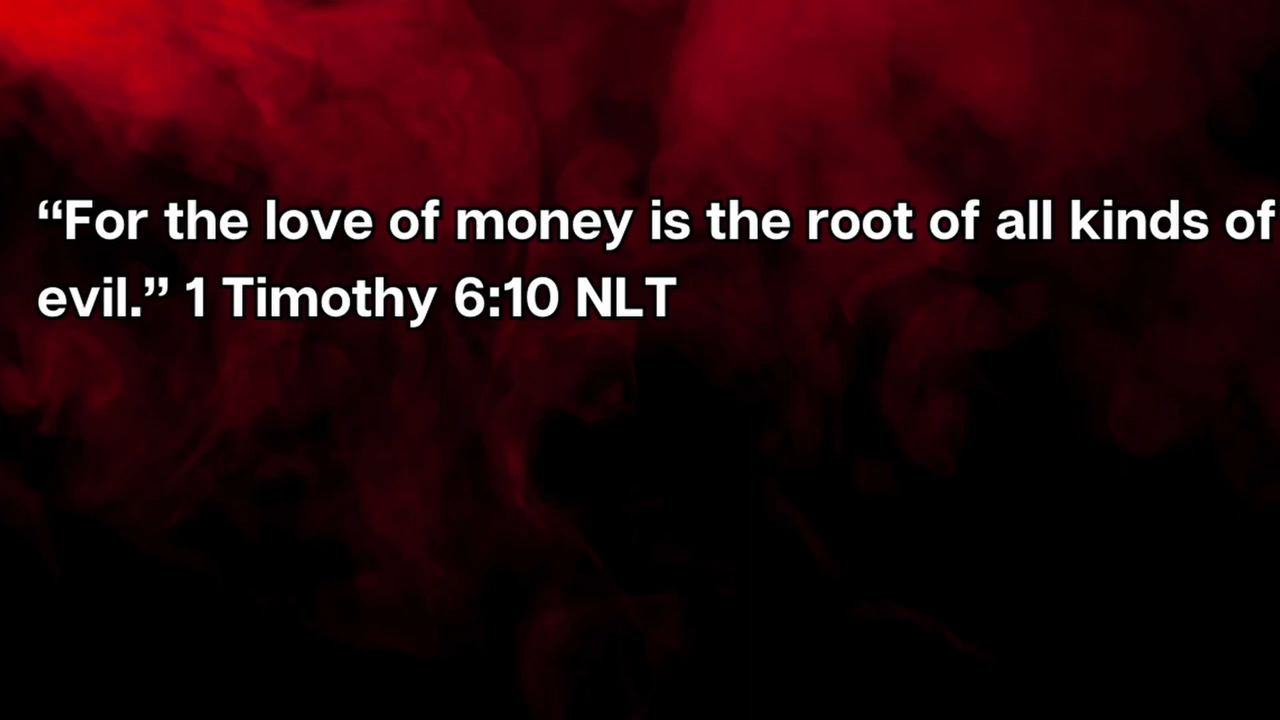 “For the love of money is the root of all kinds of
evil.” 1 Timothy 6:10 NLT